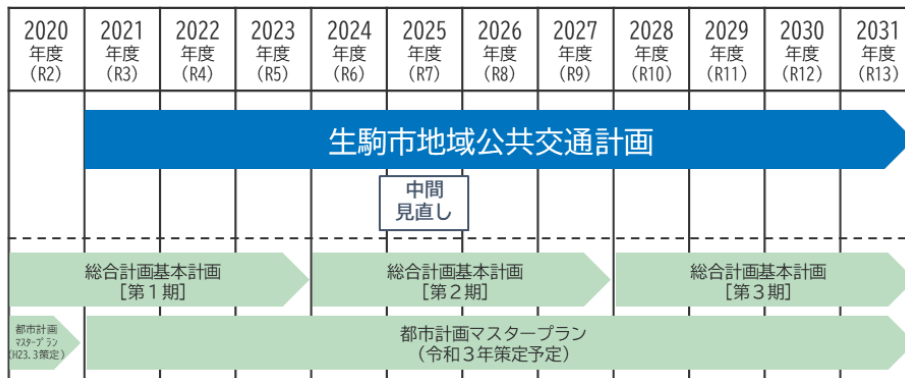 2020 2021 2022 2023 2024 2025 2026 2027 2028 2029 2030 2031
年度 年度 年度 年度 年度 年度 年度 年度 年度 年度 年度 年度
(R2) (R3) (R4) (R5) (R6) (R7) (R8) (R9) (R10) (R11) (R12) (R13)
生駒市地域公共交通計画
中間
見直し
総合計画基本計画 総合計画基本計画 総合計画基本計画
[第1期] [第2期] [第3期]
都市計画
ﾏｽﾀｰﾌﾟﾗﾝ
(H23.3策定)
都市計画マスタープラン
(令和3年策定予定)